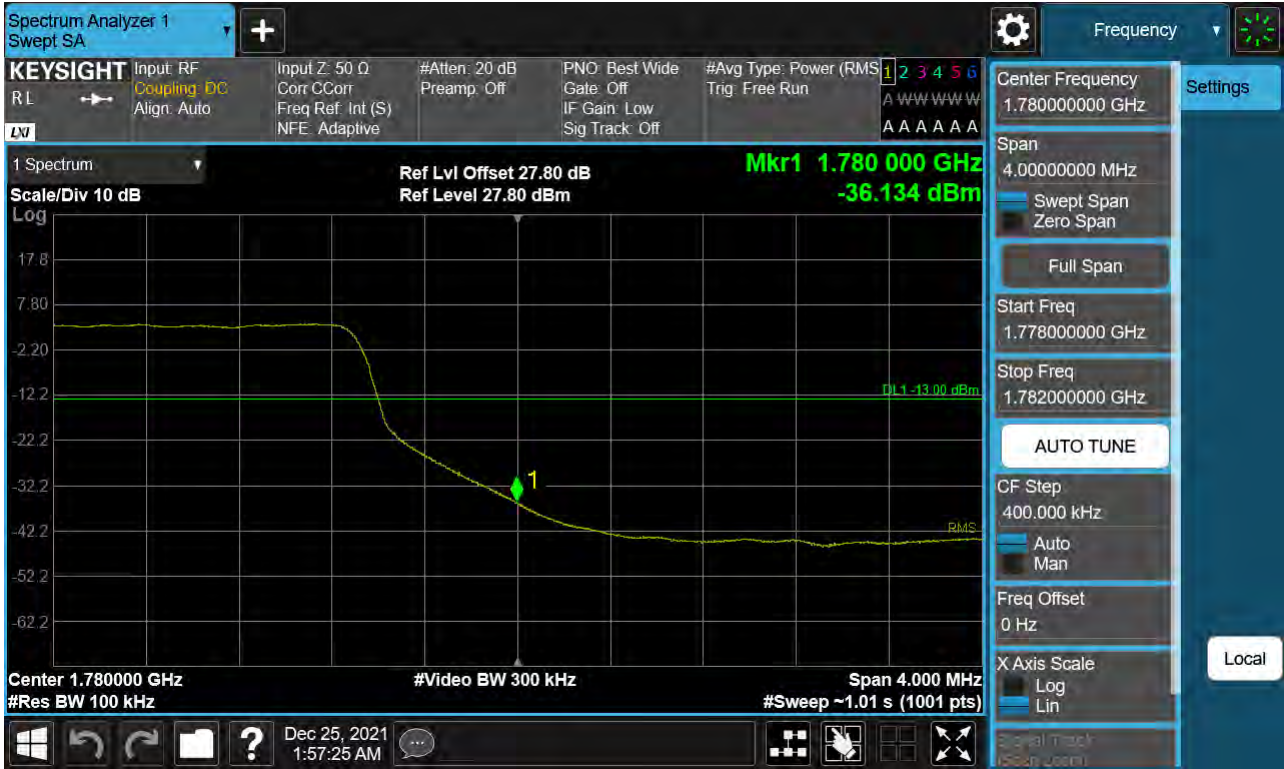 Spectrum Analyzer 1
Swept SA
Frequency
KEYSIGHT
R L
LXI
Input: RF
Coupling: DC
Align: Auto
Input Z: 50 Ω
Corr CCorr
Freq Ref: Int (S)
NFE: Adaptive
#Atten: 20 dB
Preamp: Off
PNO: Best Wide
Gate: Off
IF Gain: Low
Sig Track: Off
#Avg Type: Power (RMS
Trig: Free Run
1 2 3 4 5 6
A W W W W W
A A A A A A
1 Spectrum
Scale/Div 10 dB
Ref Lvl Offset 27.80 dB
Ref Level 27.80 dBm
Mkr1 1.780 000 GHz
-36.134 dBm
Log
17.8
7.80
-2.20
-12.2
DL1 -13.00 dBm
-22.2
-32.2
1
-42.2
RMS
-52.2
-62.2
Center 1.780000 GHz
#Video BW 300 kHz
Span 4.000 MHz
#Res BW 100 kHz
#Sweep ~1.01 s (1001 pts)
Center Frequency
1.780000000 GHz
Settings
Span
4.00000000 MHz
Swept Span
Zero Span
Full Span
Start Freq
1.778000000 GHz
Stop Freq
1.782000000 GHz
AUTO TUNE
CF Step
400.000 kHz
Auto
Man
Freq Offset
0 Hz
X Axis Scale
Log
Lin
Local
Signal Track
(Span Zoom)
?
Dec 25, 2021
1:57:25 AM